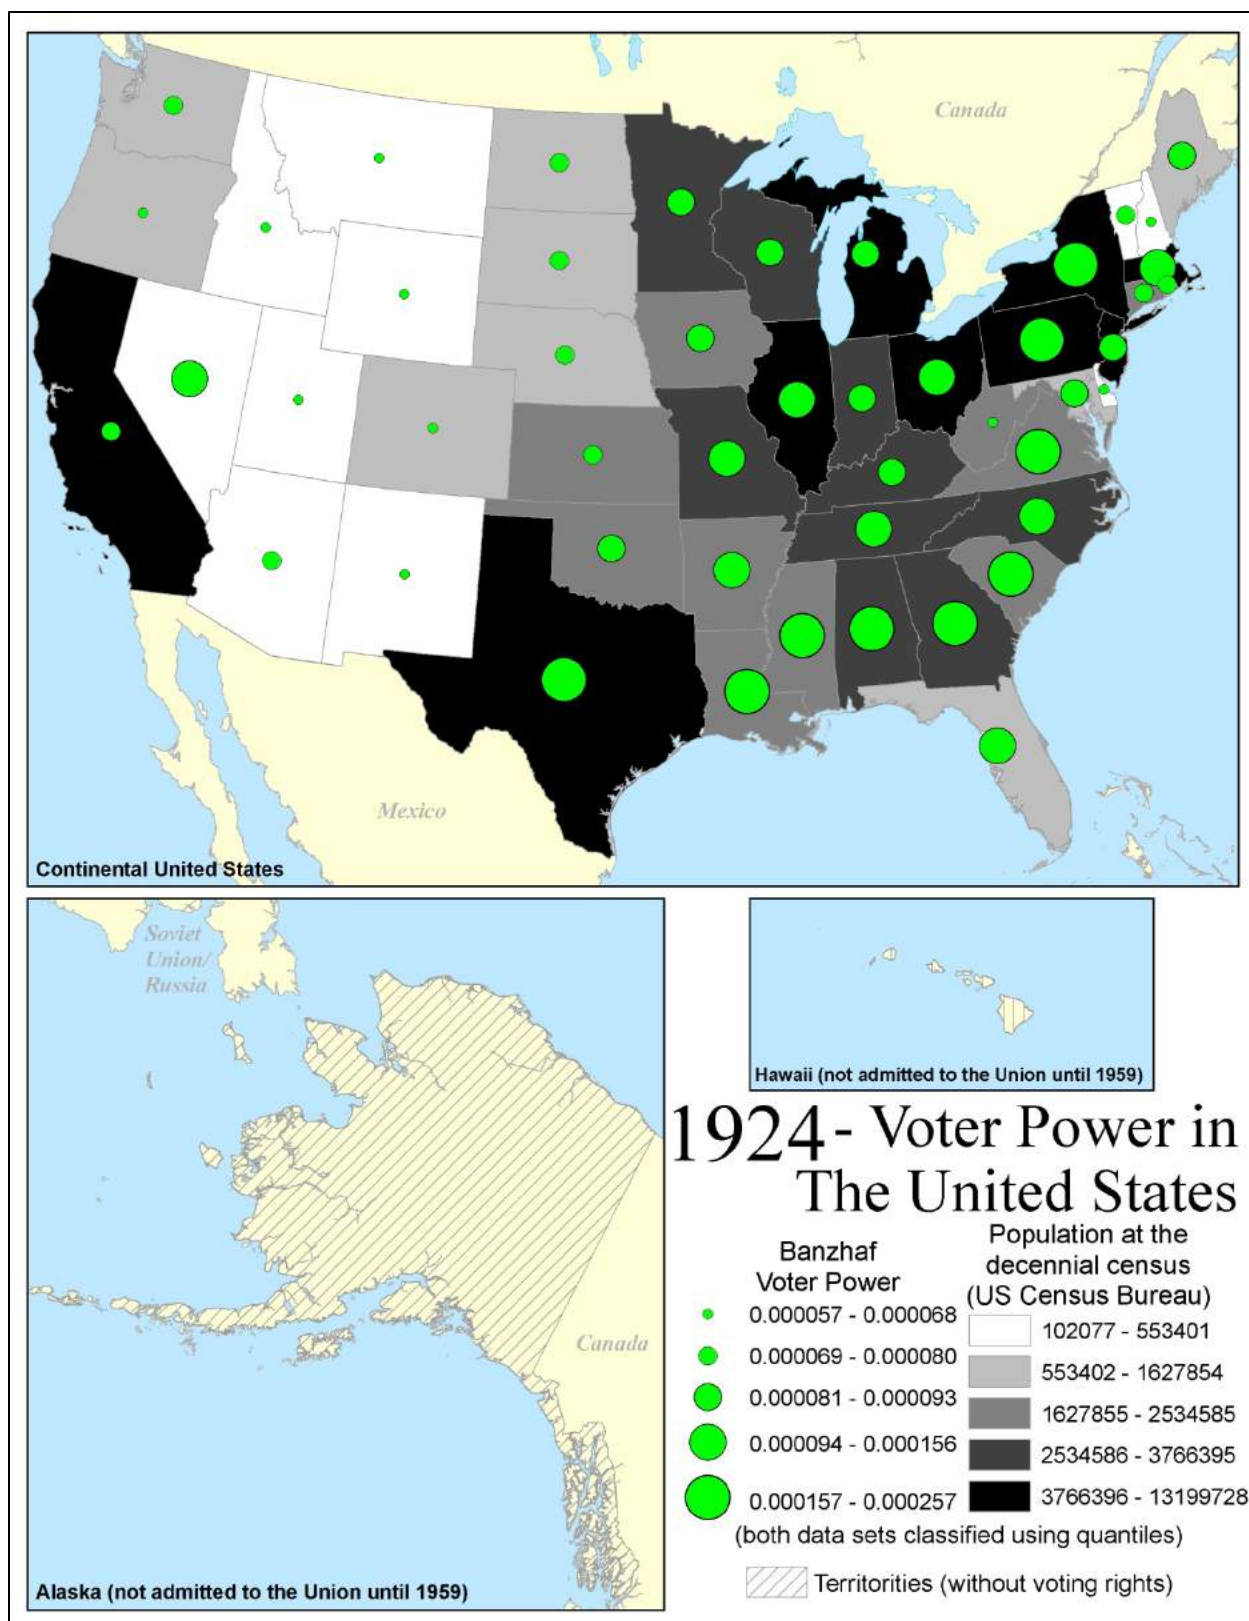 Canada
Mexico
Continental United States
Soviet
Union/
Russia
Canada
Alaska (not admitted to the Union until 1959)
Hawaii (not admitted to the Union until 1959)
1924 - Voter Power in
The United States
Banzhaf
Voter Power
0.000057 - 0.000068
0.000069 - 0.000080
0.000081 - 0.000093
0.000094 - 0.000156
0.000157 - 0.000257
Population at the
decennial census
(US Census Bureau)
102077 - 553401
553402 - 1627854
1627855 - 2534585
2534586 - 3766395
3766396 - 13199728
(both data sets classified using quantiles)
Territorities (without voting rights)